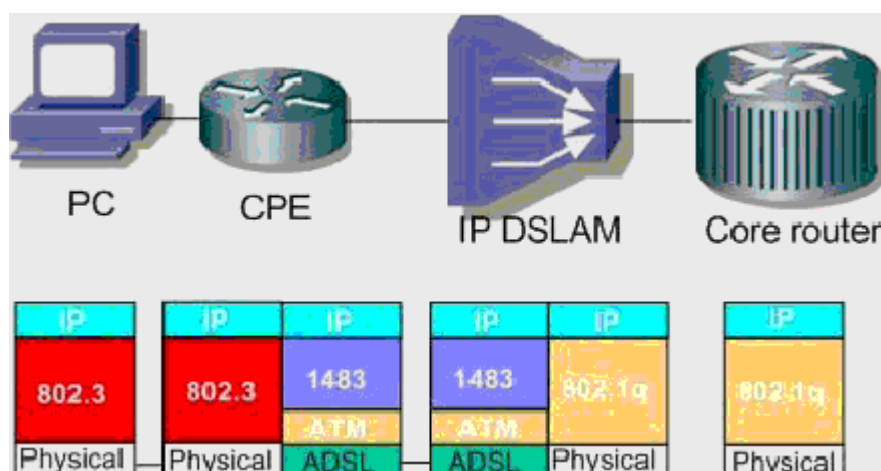 PC
CPE
IP DSLAM
Core router
IP IP IP IP IP IP
802.3 802.3 1483 1483 802.1q 802.1q
ATM ATM
Physical Physical ADSL ADSL Physical Physical